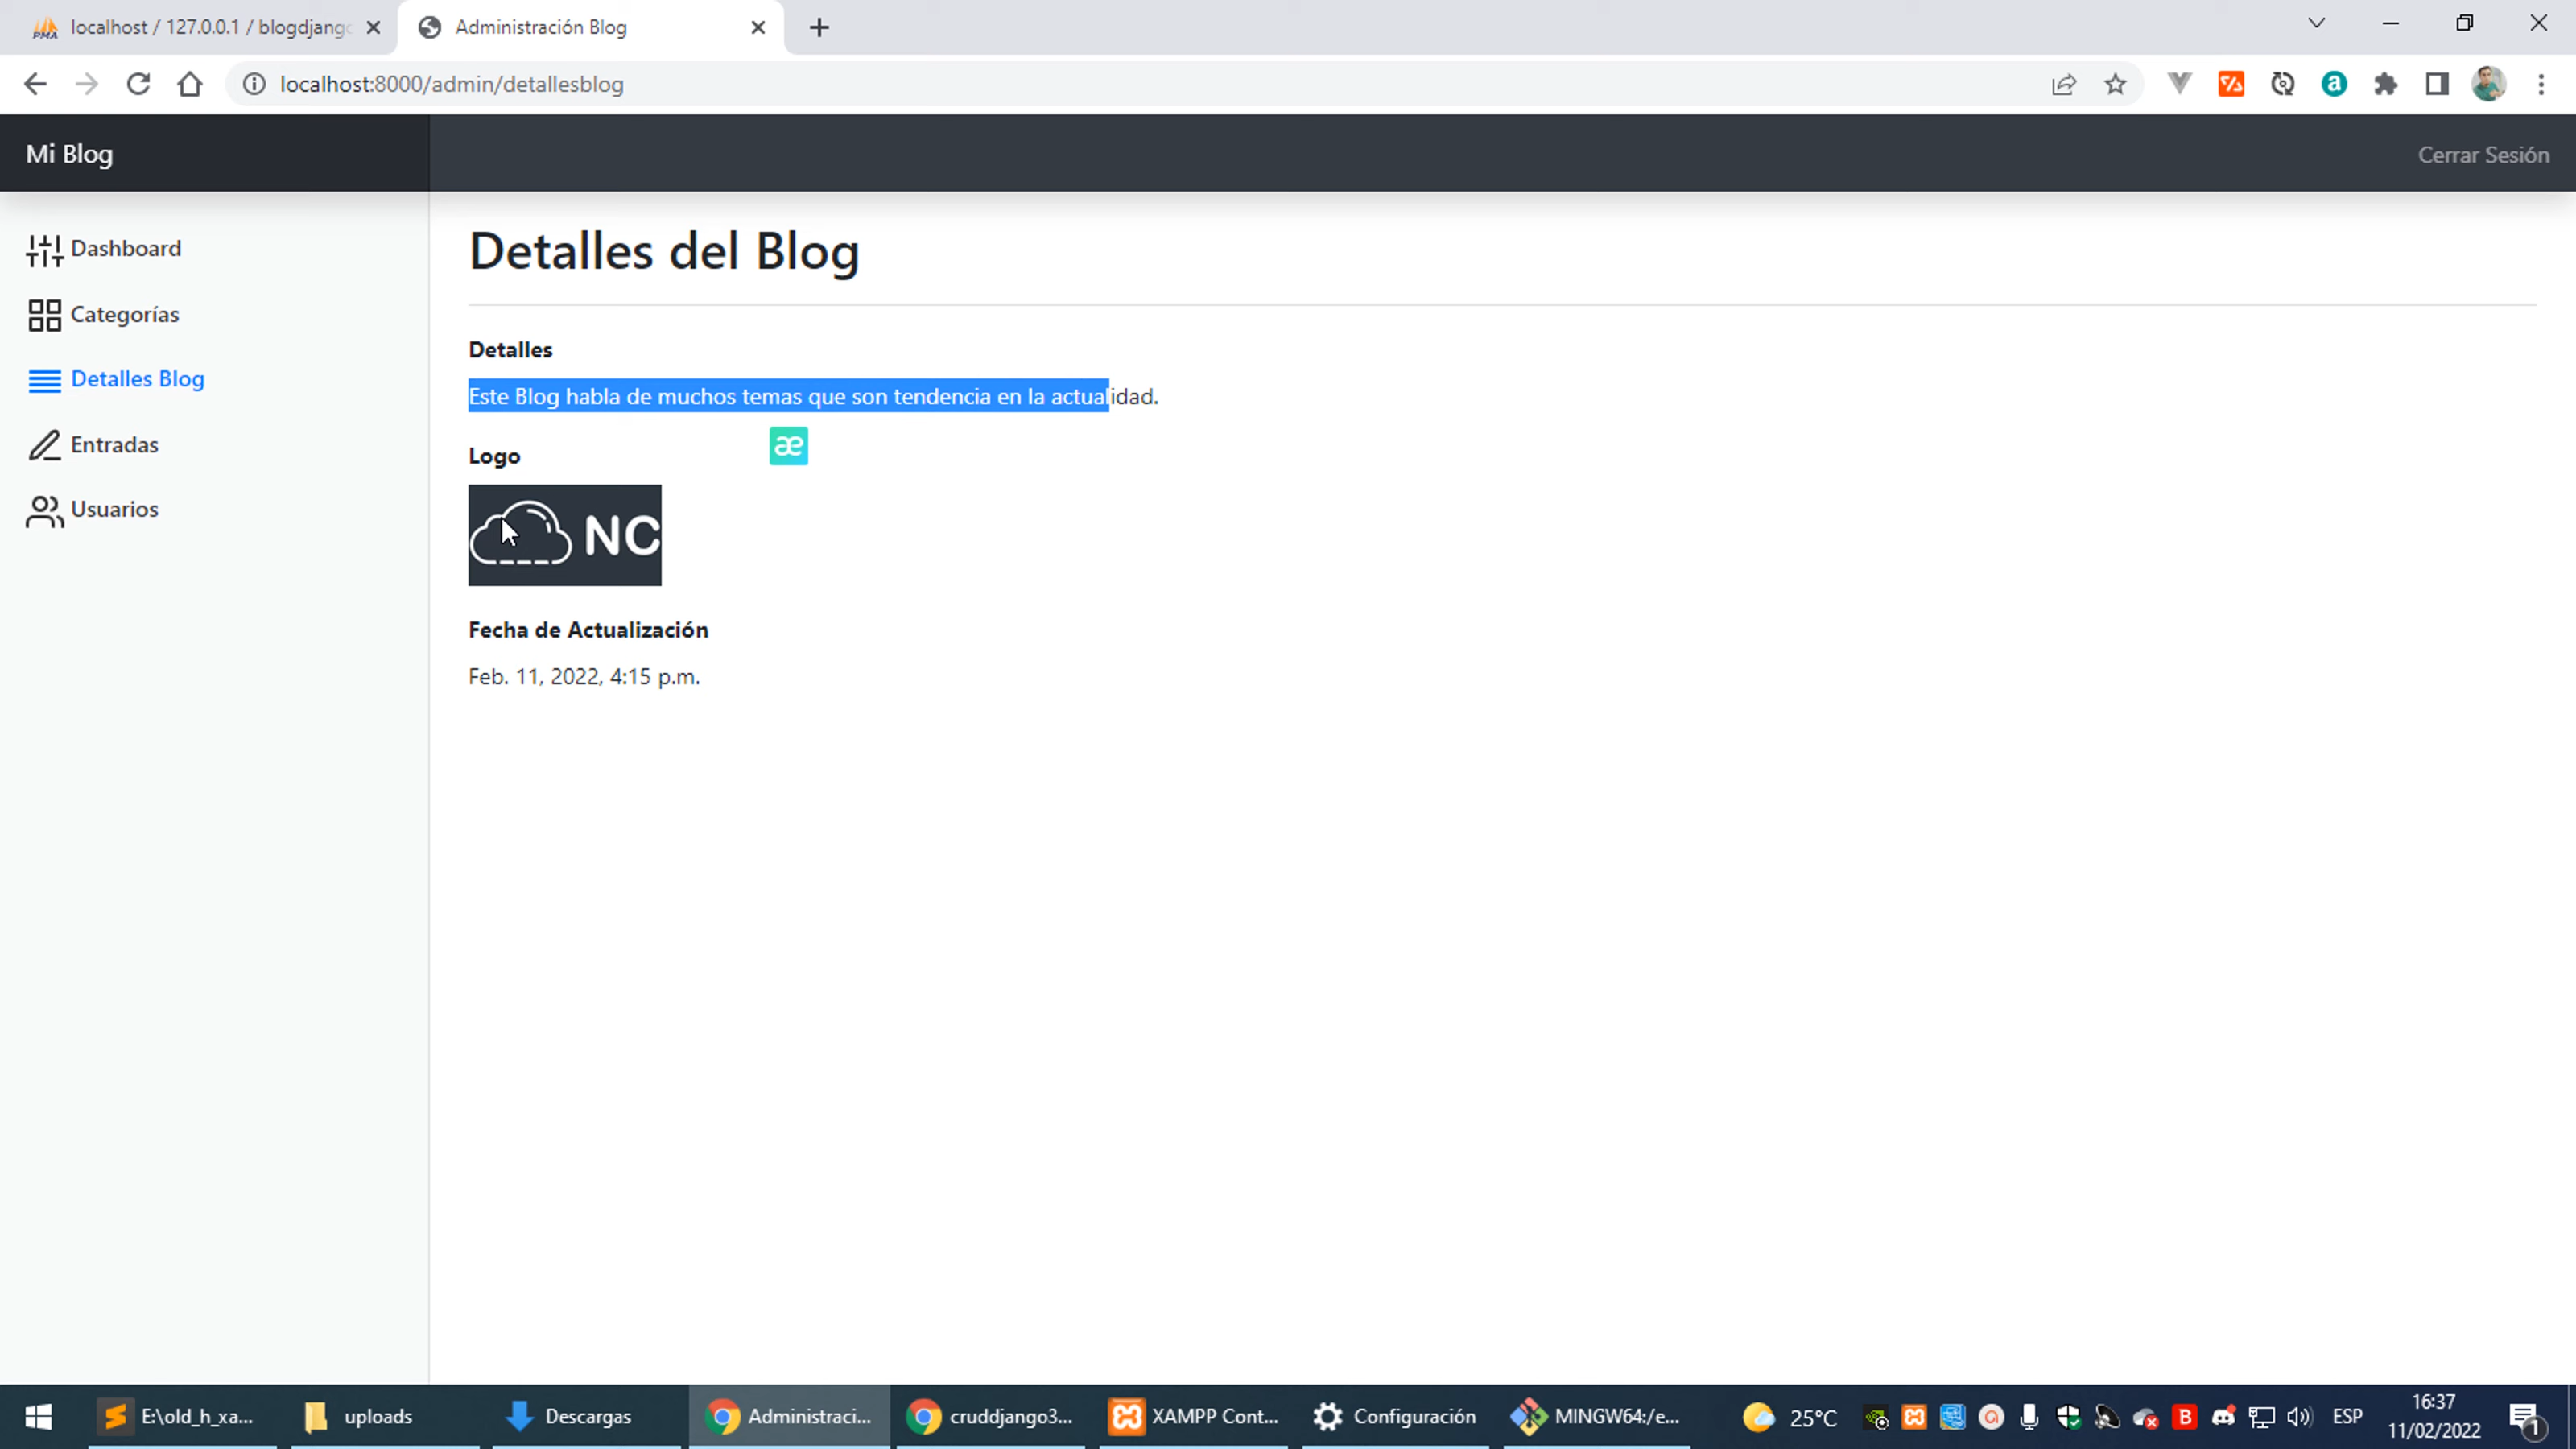 localhost / 127.0.0.1 / blogdjango
Administración Blog
localhost:8000/admin/detallesblog
Mi Blog
Cerrar Sesión
Dashboard
Categorías
Detalles Blog
Entradas
Usuarios
Detalles del Blog
Detalles
Este Blog habla de muchos temas que son tendencia en la actualidad.
æ
Logo
NC
Fecha de Actualización
Feb. 11, 2022, 4:15 p.m.
E:\old_h_xa...
uploads
Descargas
Administraci...
cruddjango3...
XAMPP Cont...
Configuración
MINGW64:/e...
25°C
ESP
16:37
11/02/2022
1